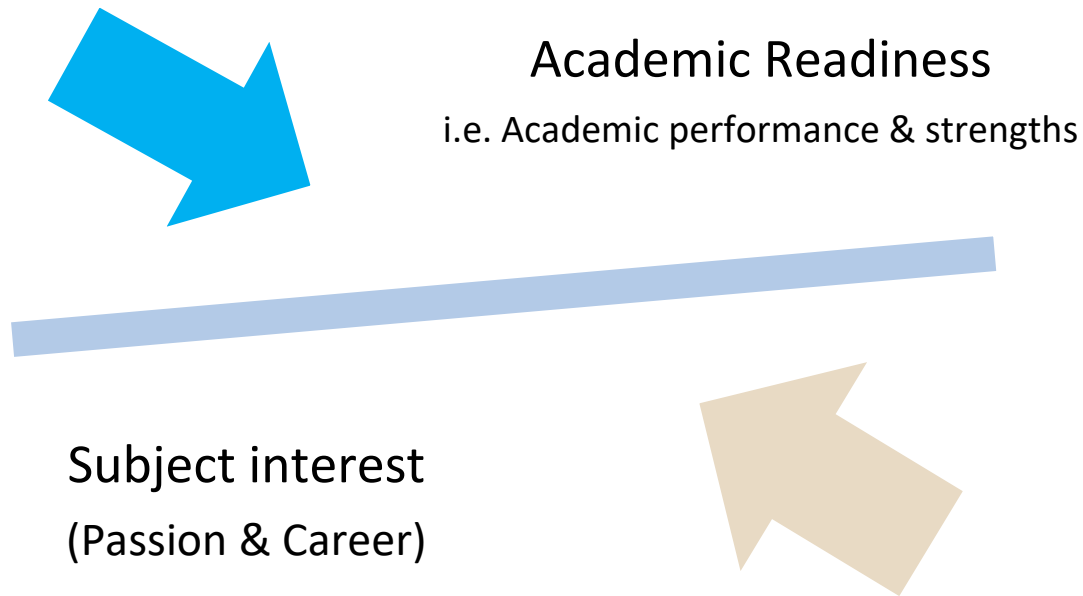 Academic Readiness
i.e. Academic performance & strengths
Subject interest
(Passion & Career)